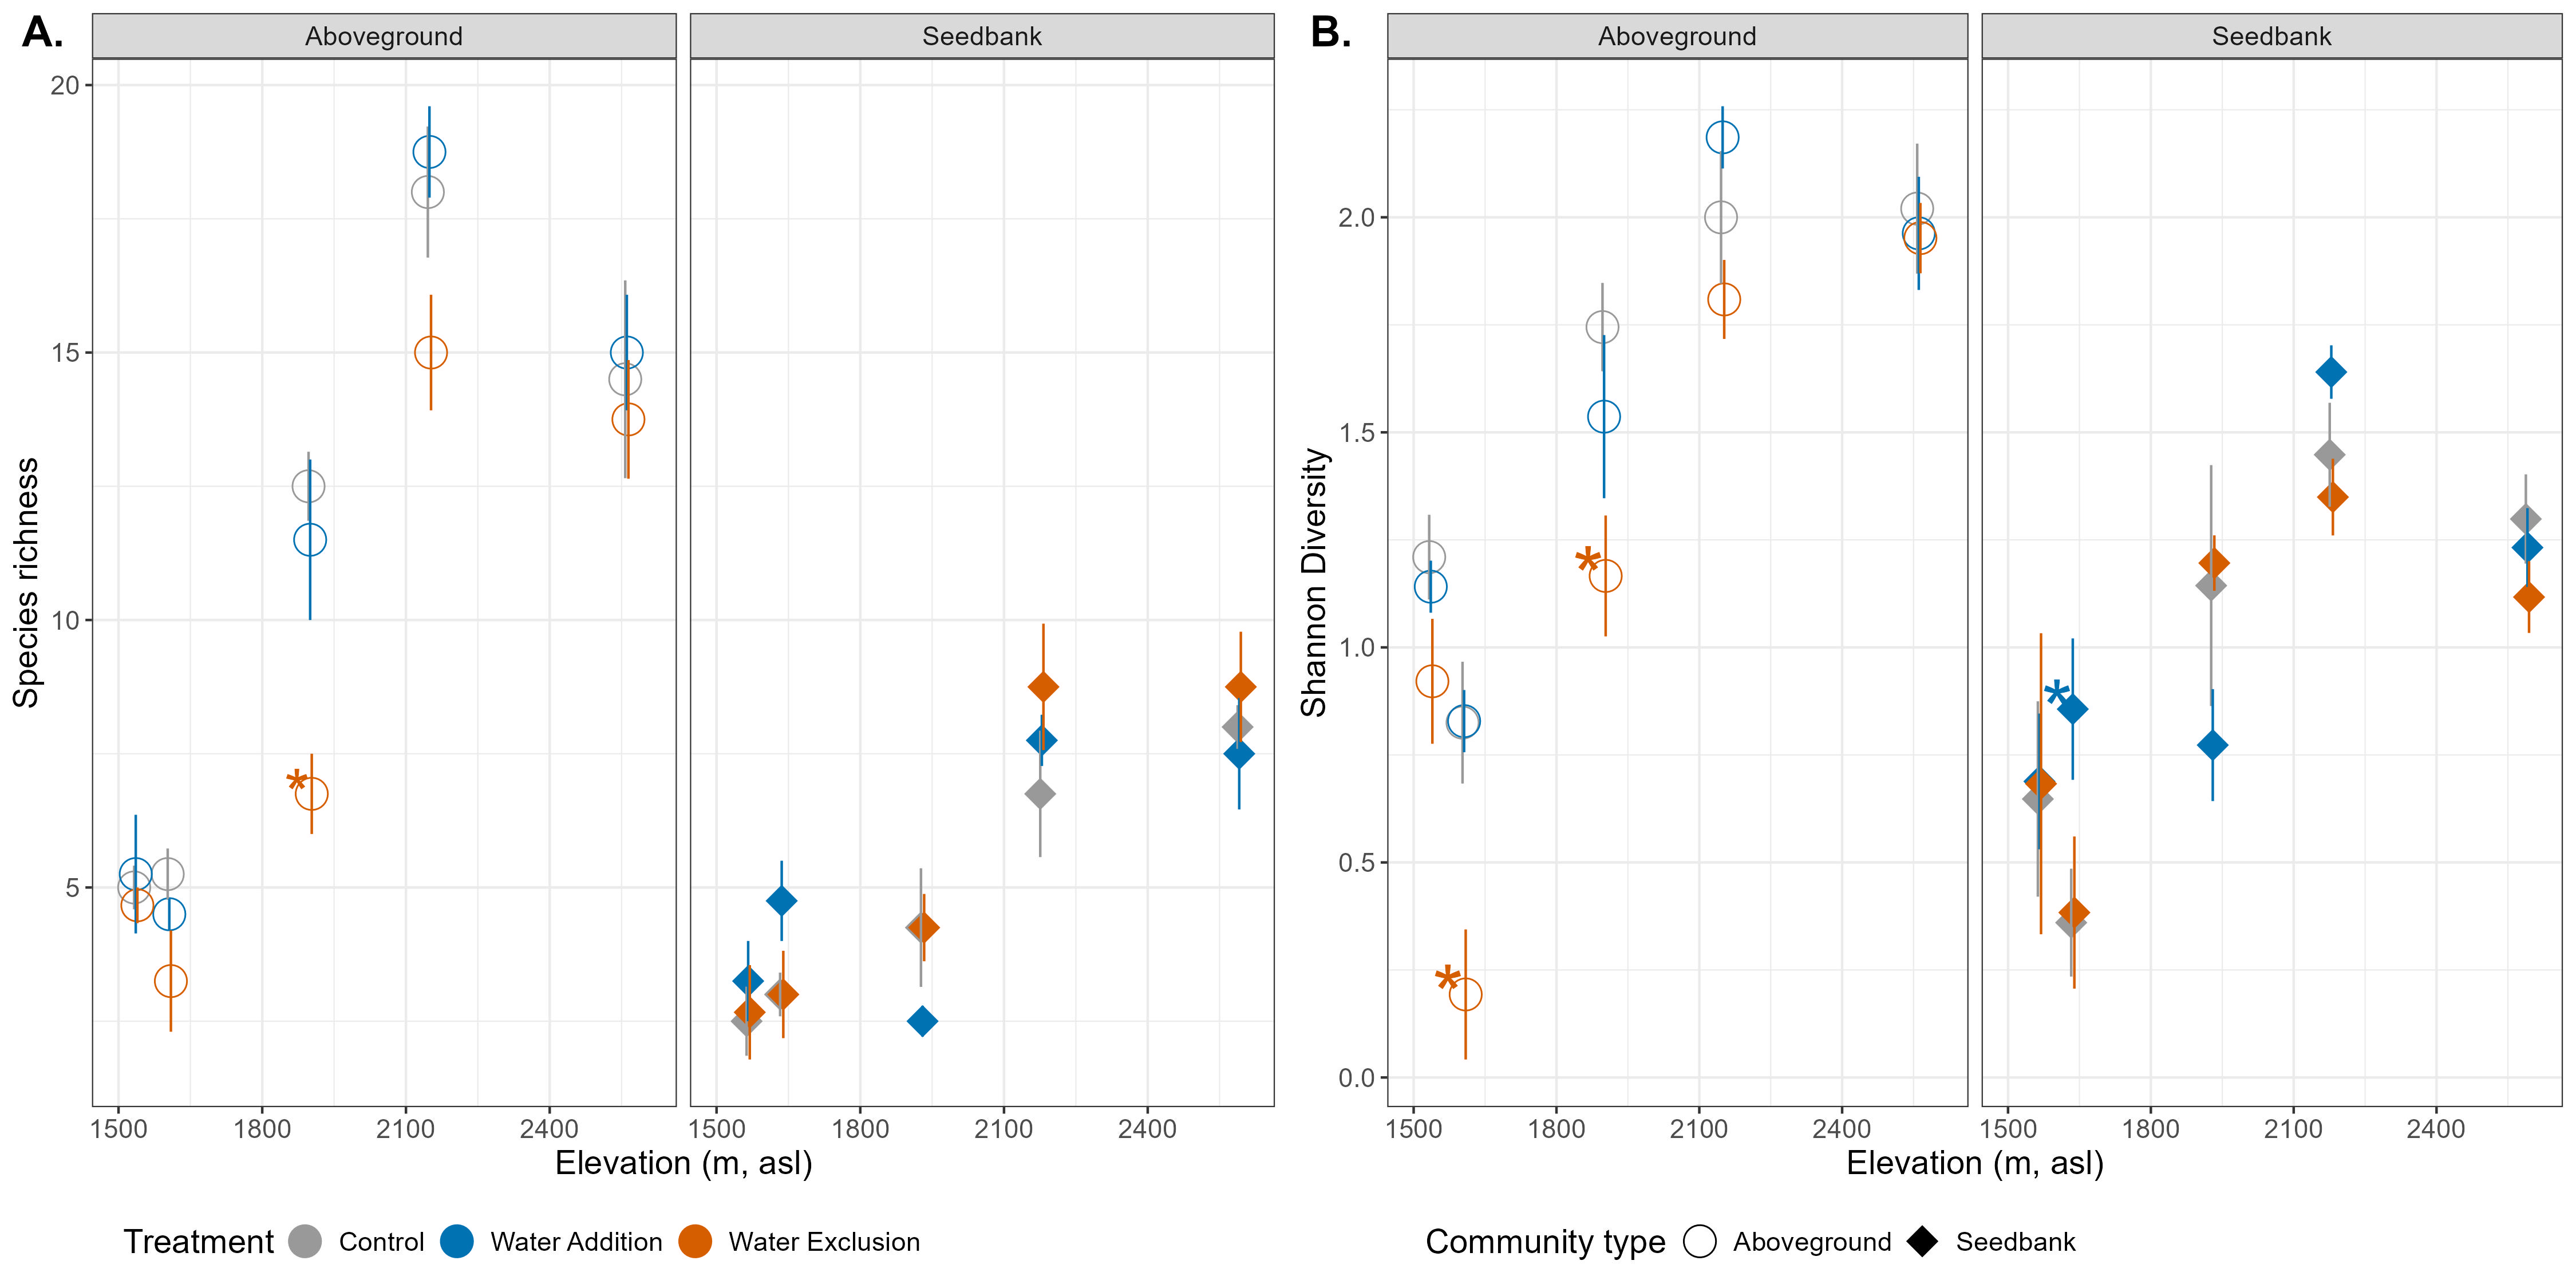 A.
Aboveground
Seedbank
B.
Aboveground
Seedbank
Species richness
20
15
10
5
1500 1800 2100 2400
1500 1800 2100 2400
Elevation (m, asl)
Shannon Diversity
2.0
1.5
1.0
0.5
0.0
1500 1800 2100 2400
1500 1800 2100 2400
Elevation (m, asl)
*
*
*
*
Treatment Control Water Addition Water Exclusion
Community type Aboveground Seedbank